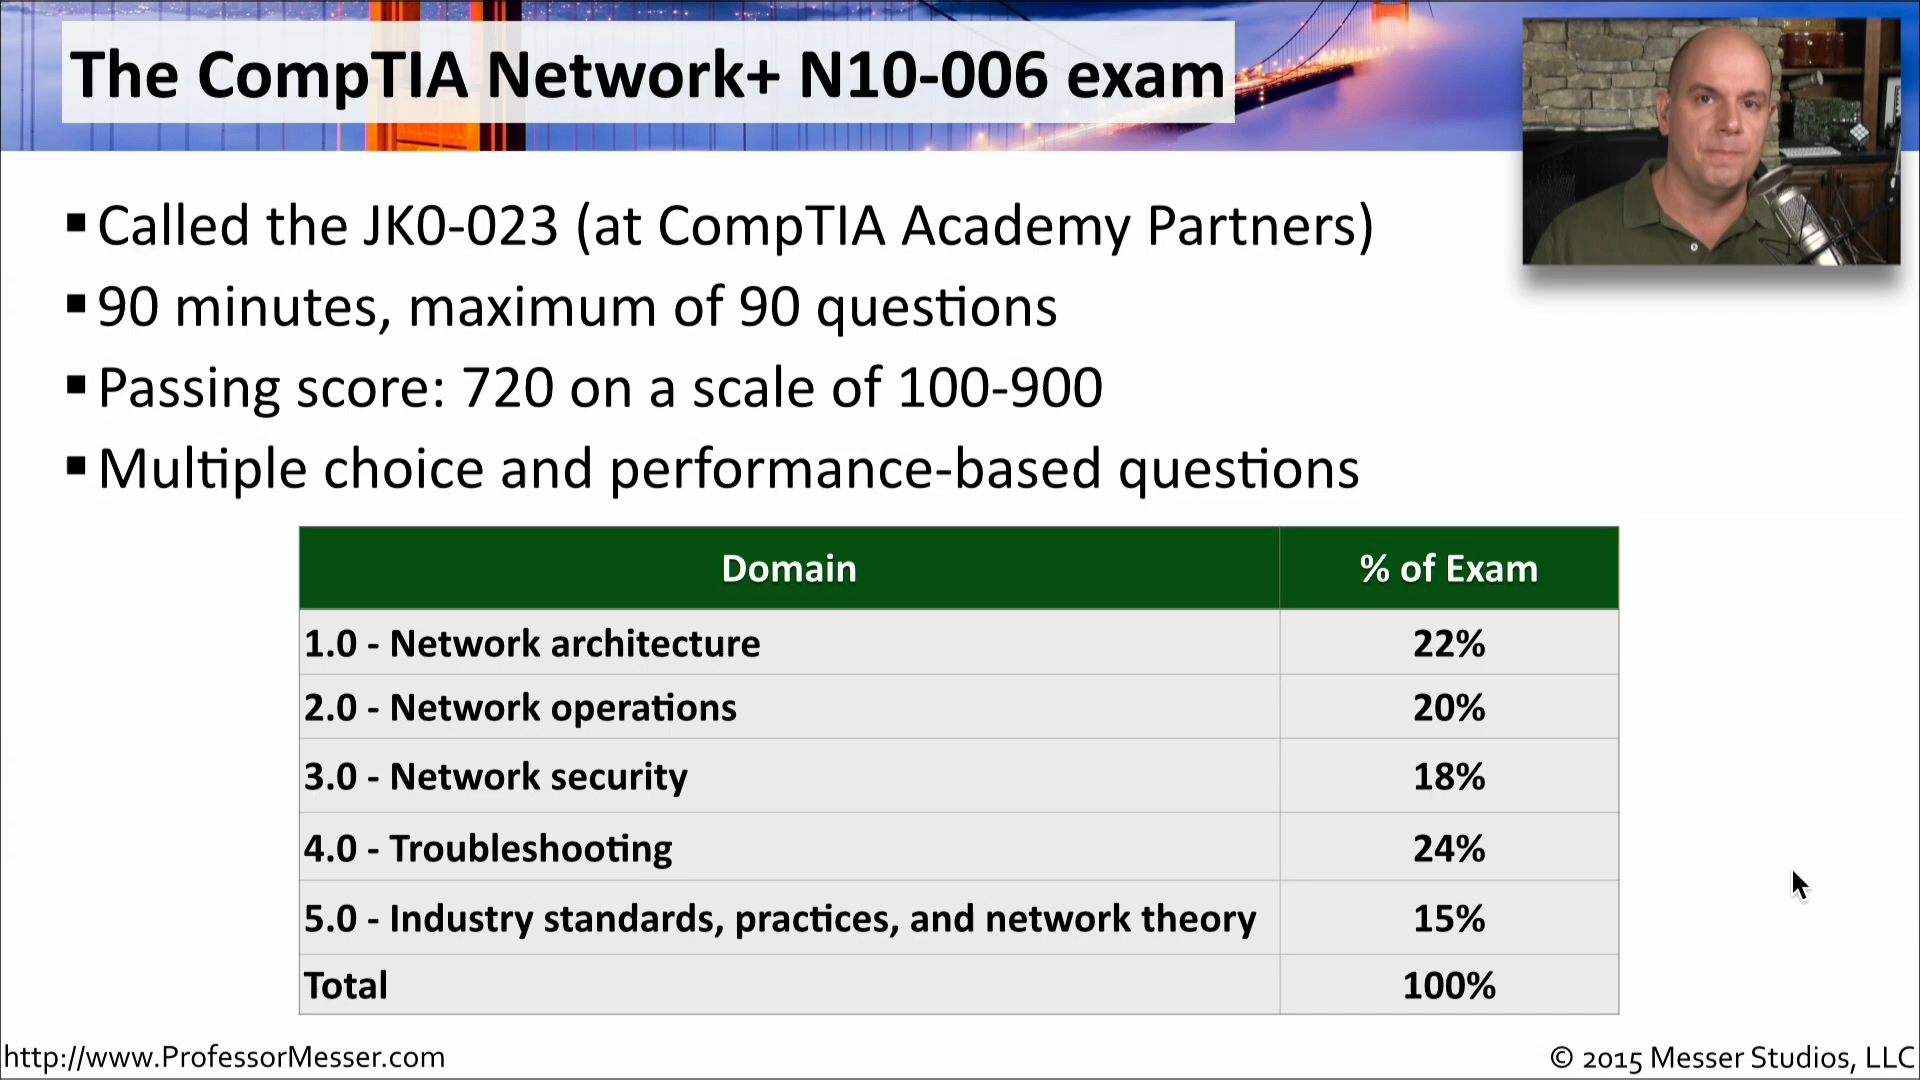 The CompTIA Network+ N10-006 exam
▪ Called the JK0-023 (at CompTIA Academy Partners)
▪ 90 minutes, maximum of 90 questions
▪ Passing score: 720 on a scale of 100-900
▪ Multiple choice and performance-based questions
Domain % of Exam
1.0 - Network architecture 22%
2.0 - Network operations 20%
3.0 - Network security 18%
4.0 - Troubleshooting 24%
5.0 - Industry standards, practices, and network theory 15%
Total 100%
http://www.ProfessorMesser.com © 2015 Messer Studios, LLC